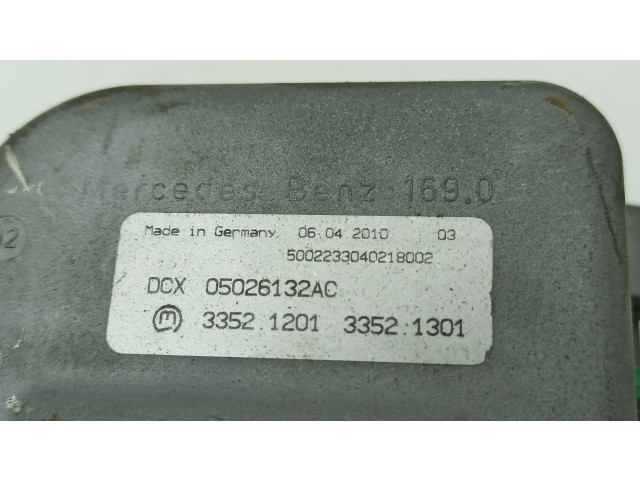 Mercedes Benz 169.0
Made in Germany 06.04.2010 03
5002233040218002
DCX 05026132AC
M 3352.1201 3352.1301